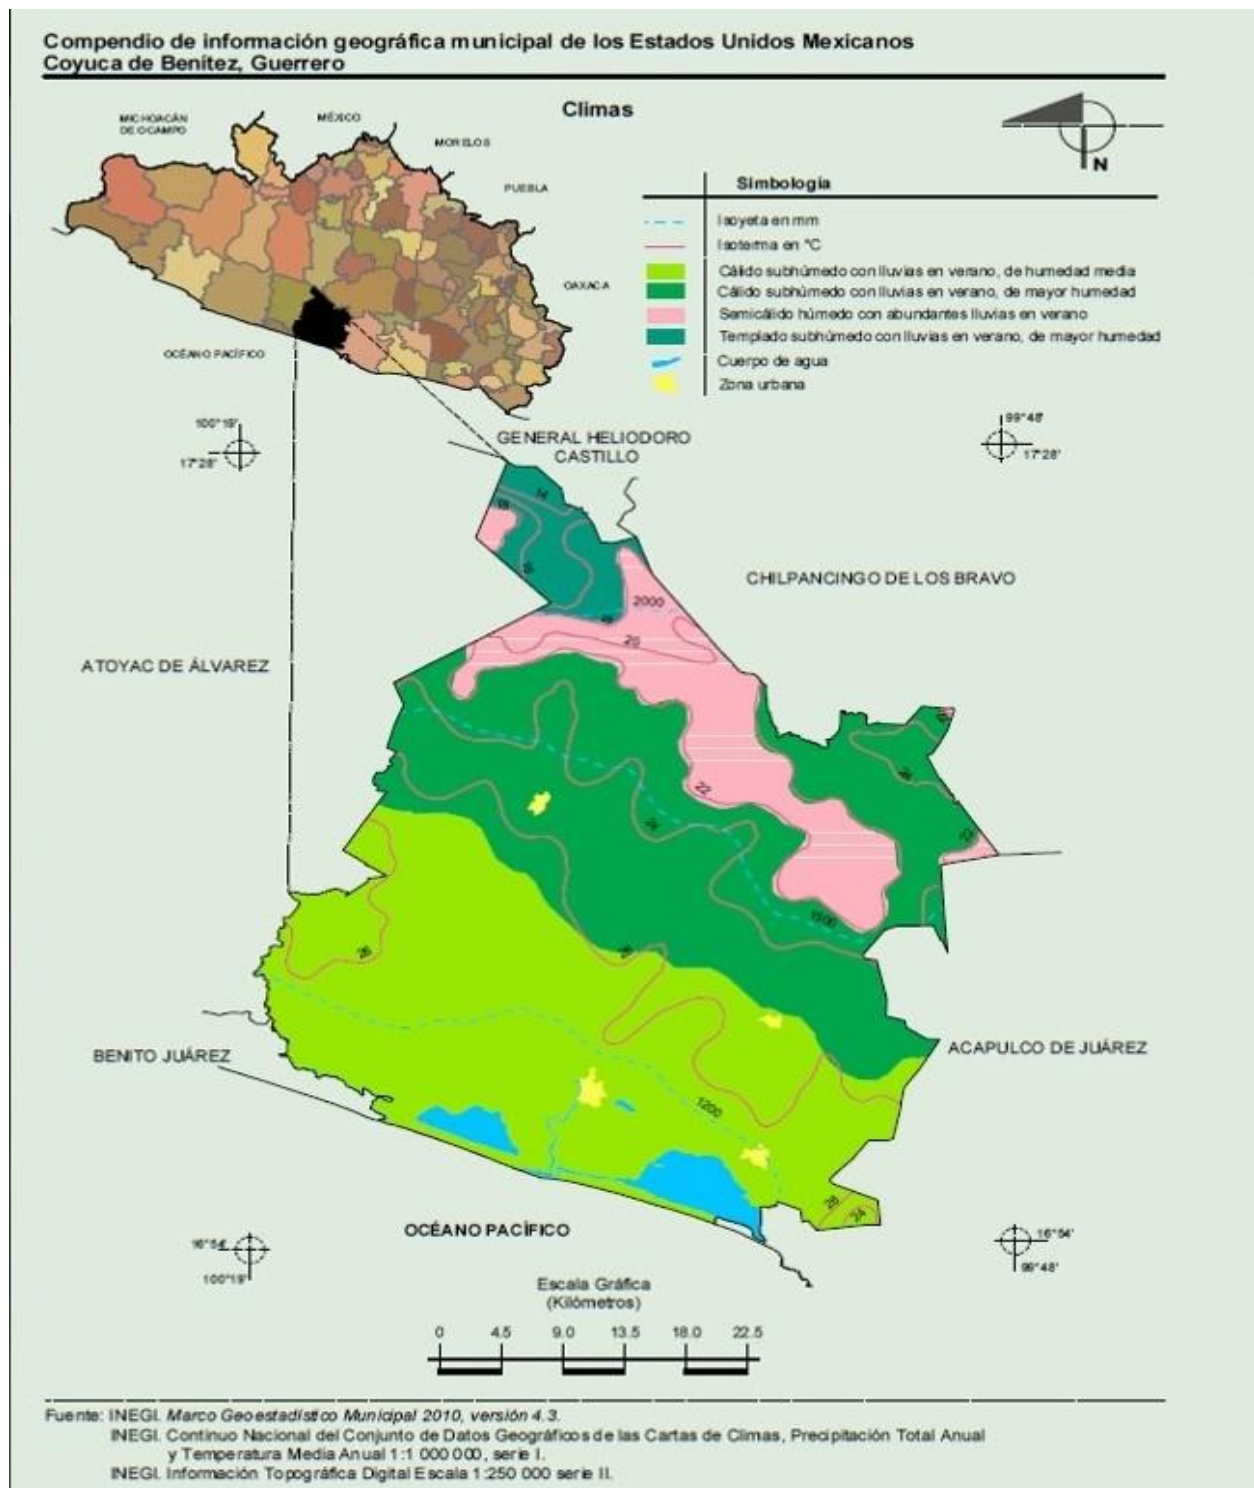 Compendio de información geográfica municipal de los Estados Unidos Mexicanos
Coyuca de Benítez, Guerrero
Climas
MICHOACÁN
DE OCAMPO
MÉXICO
MORELOS
PUEBLA
OAXACA
OCÉANO PACÍFICO
N
Simbología
Isoyeta en mm
Isoterma en °C
Cálido subhúmedo con lluvias en verano, de humedad media
Cálido subhúmedo con lluvias en verano, de mayor humedad
Semicálido húmedo con abundantes lluvias en verano
Templado subhúmedo con lluvias en verano, de mayor humedad
Cuerpo de agua
Zona urbana
100°19'
17°28'
99°48'
17°28'
GENERAL HELIODORO
CASTILLO
14
18
CHILPANCINGO DE LOS BRAVO
2000
20
ATOYAC DE ÁLVAREZ
22
24
24
22
1500
26
26
BENITO JUÁREZ
ACAPULCO DE JUÁREZ
1200
26
24
OCÉANO PACÍFICO
16°54'
100°19'
16°54'
99°48'
Escala Gráfica
(Kilómetros)
0 4.5 9.0 13.5 18.0 22.5
Fuente: INEGI. Marco Geoestadístico Municipal 2010, versión 4.3.
INEGI. Continuo Nacional del Conjunto de Datos Geográficos de las Cartas de Climas, Precipitación Total Anual
y Temperatura Media Anual 1:1 000 000, serie I.
INEGI. Información Topográfica Digital Escala 1:250 000 serie II.